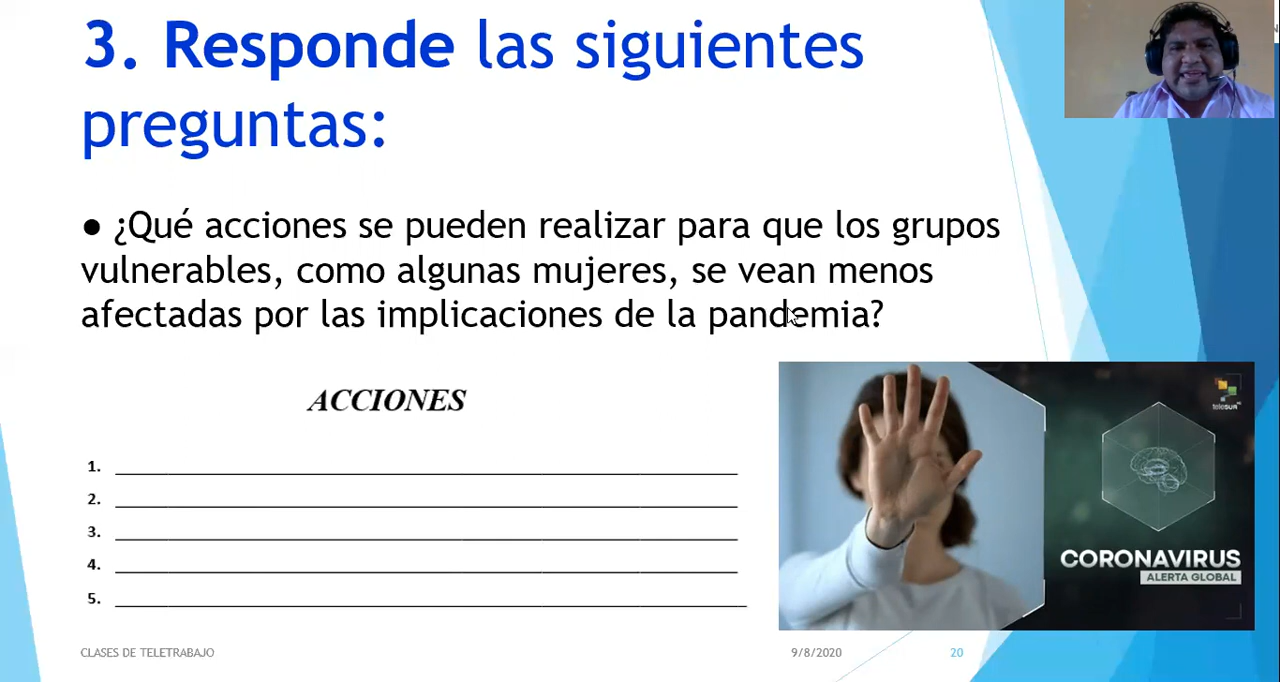 3. Responde las siguientes
preguntas:
● ¿Qué acciones se pueden realizar para que los grupos
vulnerables, como algunas mujeres, se vean menos
afectadas por las implicaciones de la pandemia?
ACCIONES
1.
2.
3.
4.
5.
teleSUR
CORONAVIRUS
ALERTA GLOBAL
CLASES DE TELETRABAJO
9/8/2020
20